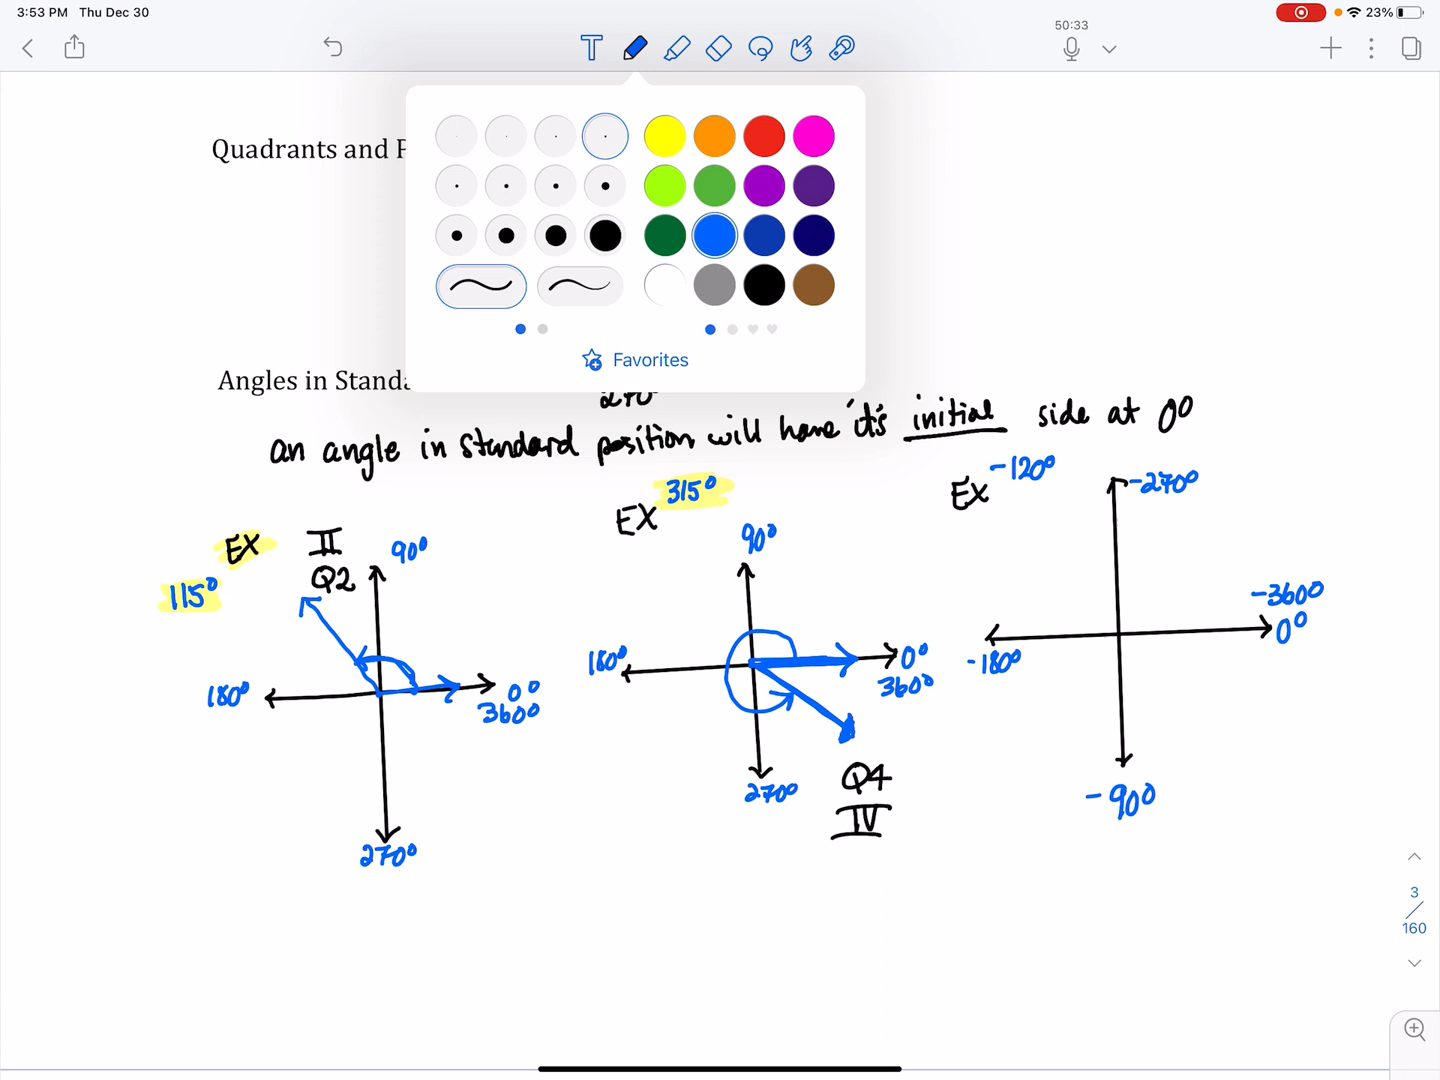 3:53 PM Thu Dec 30
23%
50:33
T
Quadrants and P
Favorites
Angles in Standa
270°
an angle in standard position will have it's initial side at 0°
EX 115°
II
Q2
90°
180°
0°
360°
270°
EX 315°
90°
180°
0°
360°
270°
Q4
IV
EX -120°
-270°
-360°
0°
-180°
-90°
3
160